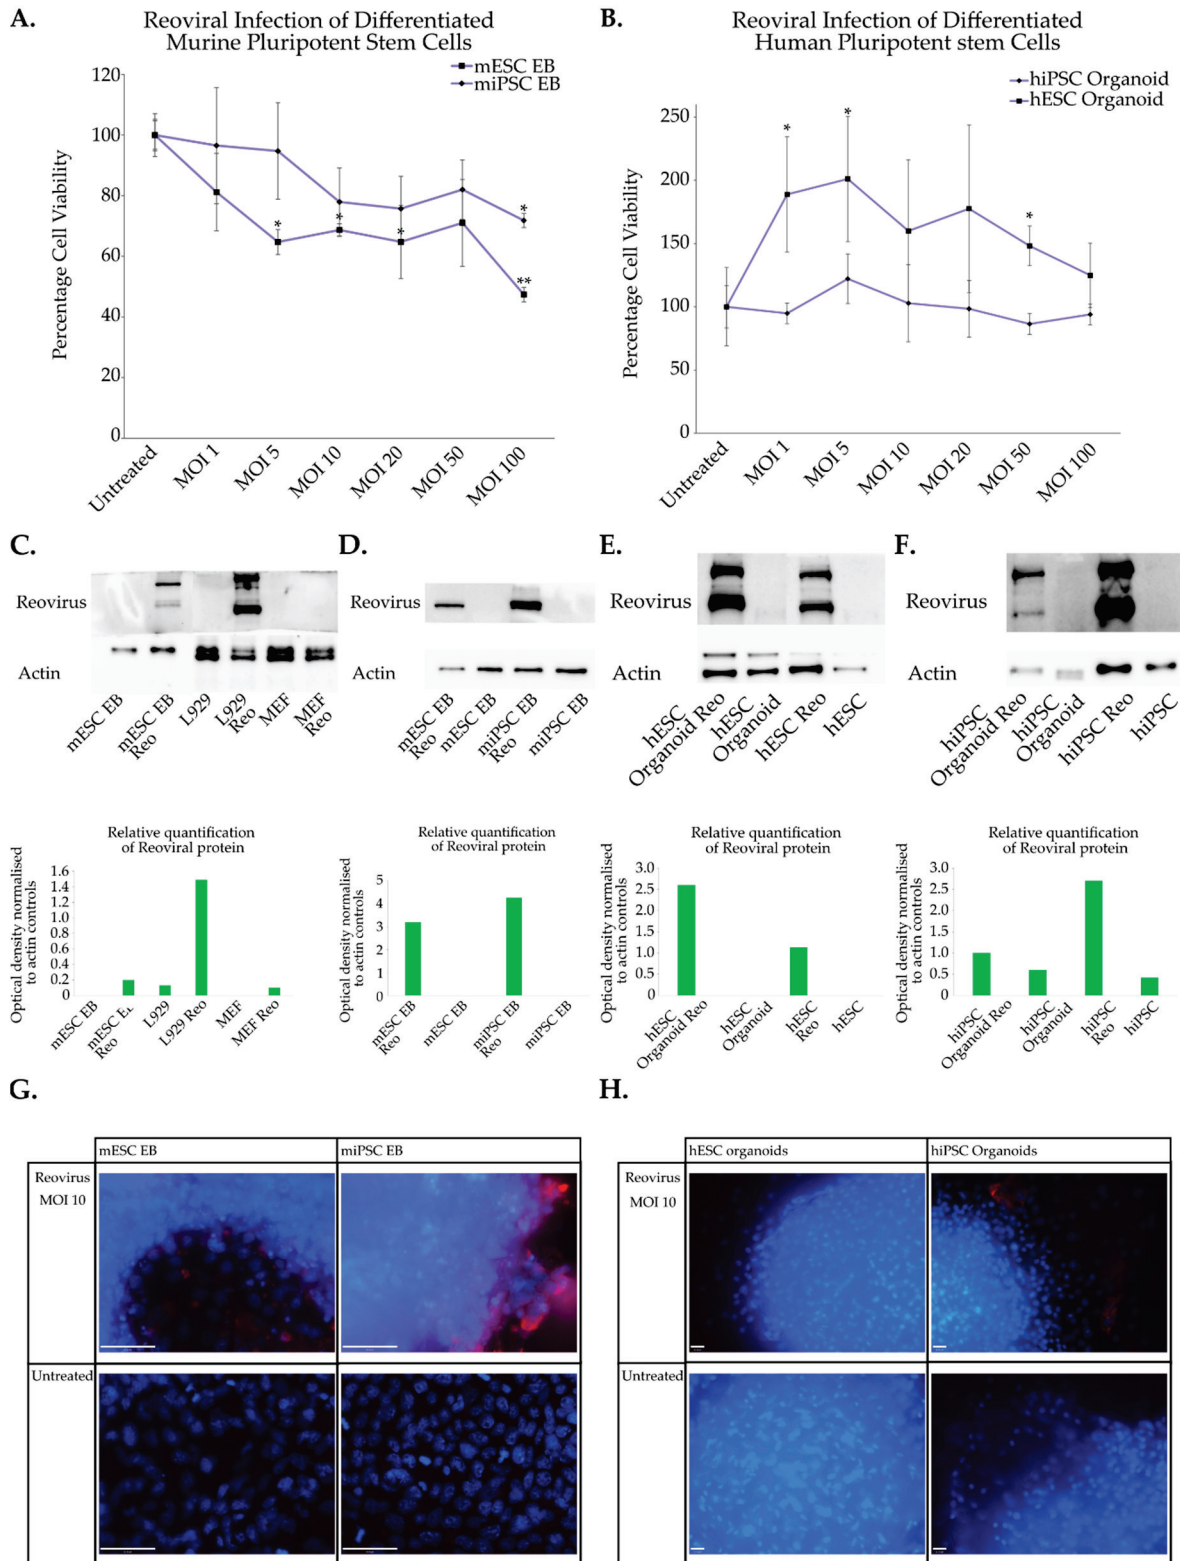 A.
Reoviral Infection of Differentiated
Murine Pluripotent Stem Cells
mESC EB
miPSC EB
Percentage Cell Viability
120
100
80
60
40
20
0
*
*
*
*
**
Untreated
MOI 1
MOI 5
MOI 10
MOI 20
MOI 50
MOI 100
B.
Reoviral Infection of Differentiated
Human Pluripotent stem Cells
hiPSC Organoid
hESC Organoid
Percentage Cell Viability
250
200
150
100
50
0
*
*
*
Untreated
MOI 1
MOI 5
MOI 10
MOI 20
MOI 50
MOI 100
C.
Reovirus
Actin
mESC EB
mESC EB
Reo
L929
L929
Reo
MEF
MEF
Reo
D.
mESC EB
Reo
mESC EB
miPSC EB
Reo
miPSC EB
E.
Reovirus
Actin
hESC
Organoid Reo
hESC
Organoid
hESC Reo
hESC
F.
Reovirus
Actin
hiPSC
Organoid Reo
hiPSC
Organoid
hiPSC Reo
hiPSC
Relative quantification
of Reoviral protein
Optical density normalised
to actin controls
1.6
1.4
1.2
1.0
0.8
0.6
0.4
0.2
0
mESC EB
mESC E
Reo
L929
L929 Reo
MEF
MEF Reo
Relative quantification
of Reoviral protein
Optical density normalised
to actin controls
5
4
3
2
1
0
mESC EB
Reo
mESC EB
miPSC EB
Reo
miPSC EB
Relative quantification
of Reoviral protein
Optical density normalised
to actin controls
3.0
2.5
2.0
1.5
1.0
0.5
0
hESC
Organoid Reo
hESC
Organoid
hESC
Reo
hESC
Relative quantification
of Reoviral protein
Optical density normalised
to actin controls
3.0
2.5
2.0
1.5
1.0
0.5
0
hiPSC
Organoid Reo
hiPSC
Organoid
hiPSC
Reo
hiPSC
G.
mESC EB
miPSC EB
Reovirus
MOI 10
Untreated
H.
hESC organoids
hiPSC Organoids
Reovirus
MOI 10
Untreated